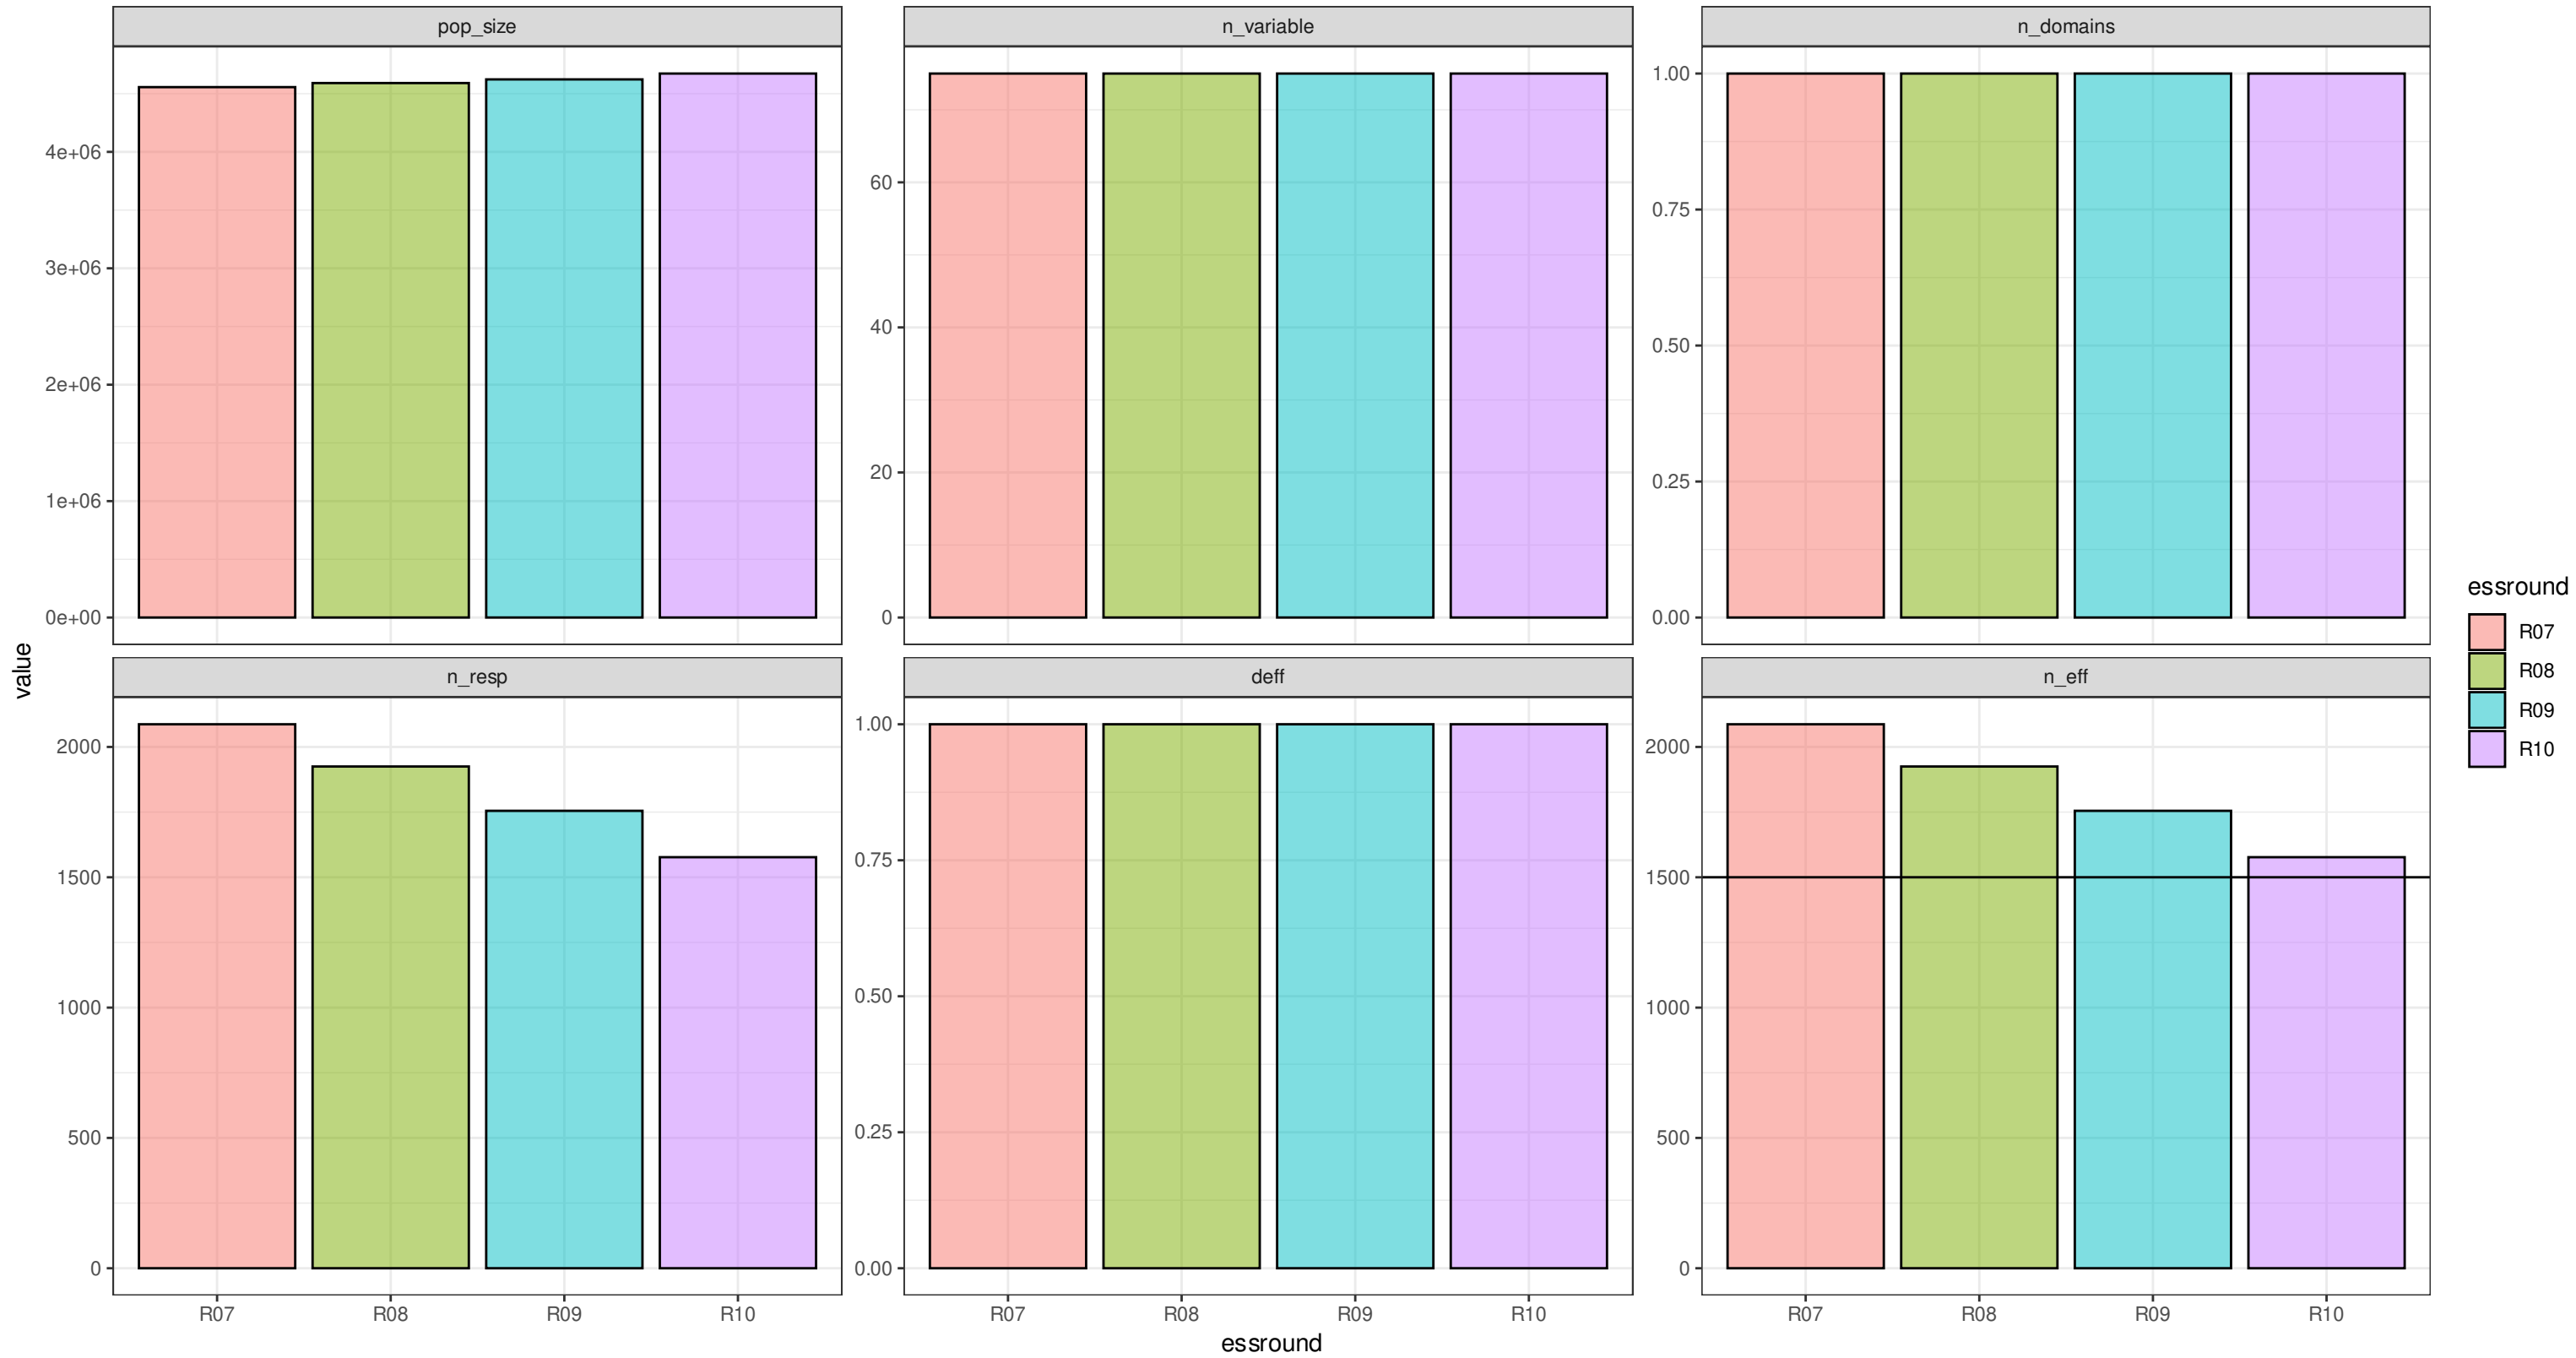 pop_size
n_variable
n_domains
4e+06
3e+06
2e+06
1e+06
0e+00
60
40
20
0
1.00
0.75
0.50
0.25
0.00
value
n_resp
deff
n_eff
2000
1500
1000
500
0
1.00
0.75
0.50
0.25
0.00
2000
1500
1000
500
0
R07 R08 R09 R10
R07 R08 R09 R10
R07 R08 R09 R10
essround
essround
R07
R08
R09
R10